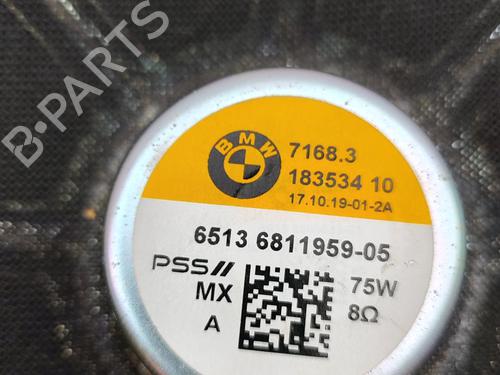 B-PARTS
BMW
7168.3
183534 10
17.10.19-01-2A
6513 6811959-05
PSS//
MX
75W
A
8Ω